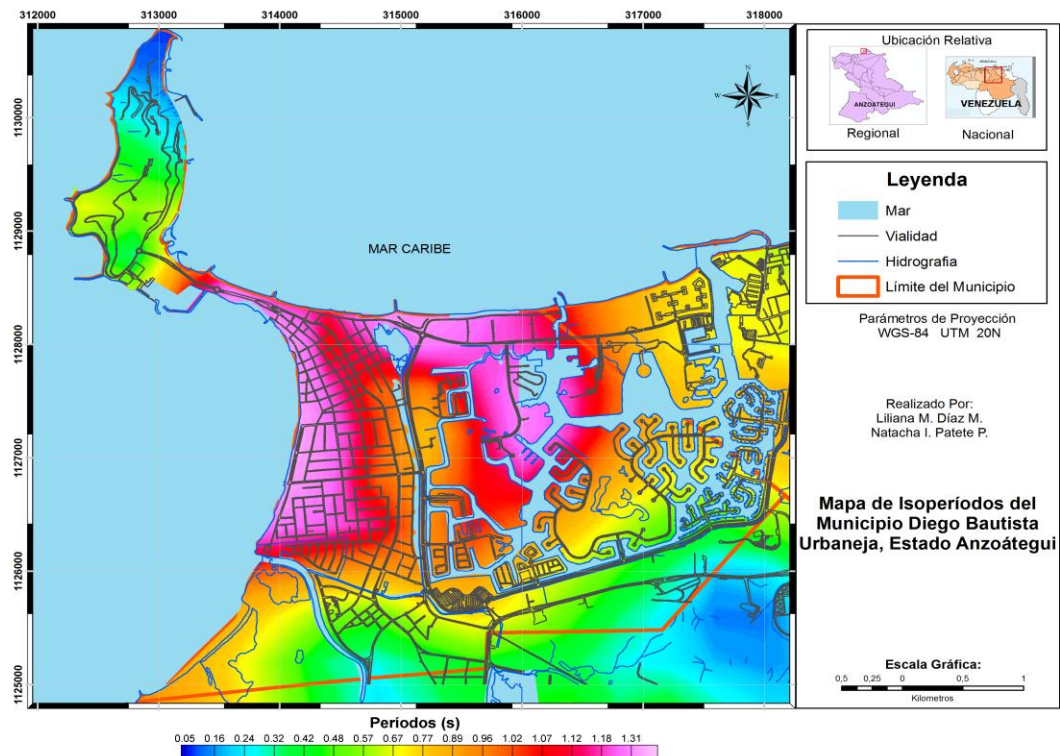 312000 313000 314000 315000 316000 317000 318000
1130000
1129000
1128000
1127000
1126000
1125000
N
W E
S
MAR CARIBE
Ubicación Relativa
ANZOATEGUI
VENEZUELA
Regional
Nacional
Leyenda
Mar
Vialidad
Hidrografia
Límite del Municipio
Parámetros de Proyección
WGS-84 UTM 20N
Realizado Por:
Liliana M. Díaz M.
Natacha I. Patete P.
Mapa de Isoperíodos del
Municipio Diego Bautista
Urbaneja, Estado Anzoátegui
Escala Gráfica:
0,5 0,25 0 0,5 1
Kilometros
Períodos (s)
0.05 0.16 0.24 0.32 0.42 0.48 0.57 0.67 0.77 0.89 0.96 1.02 1.07 1.12 1.18 1.31